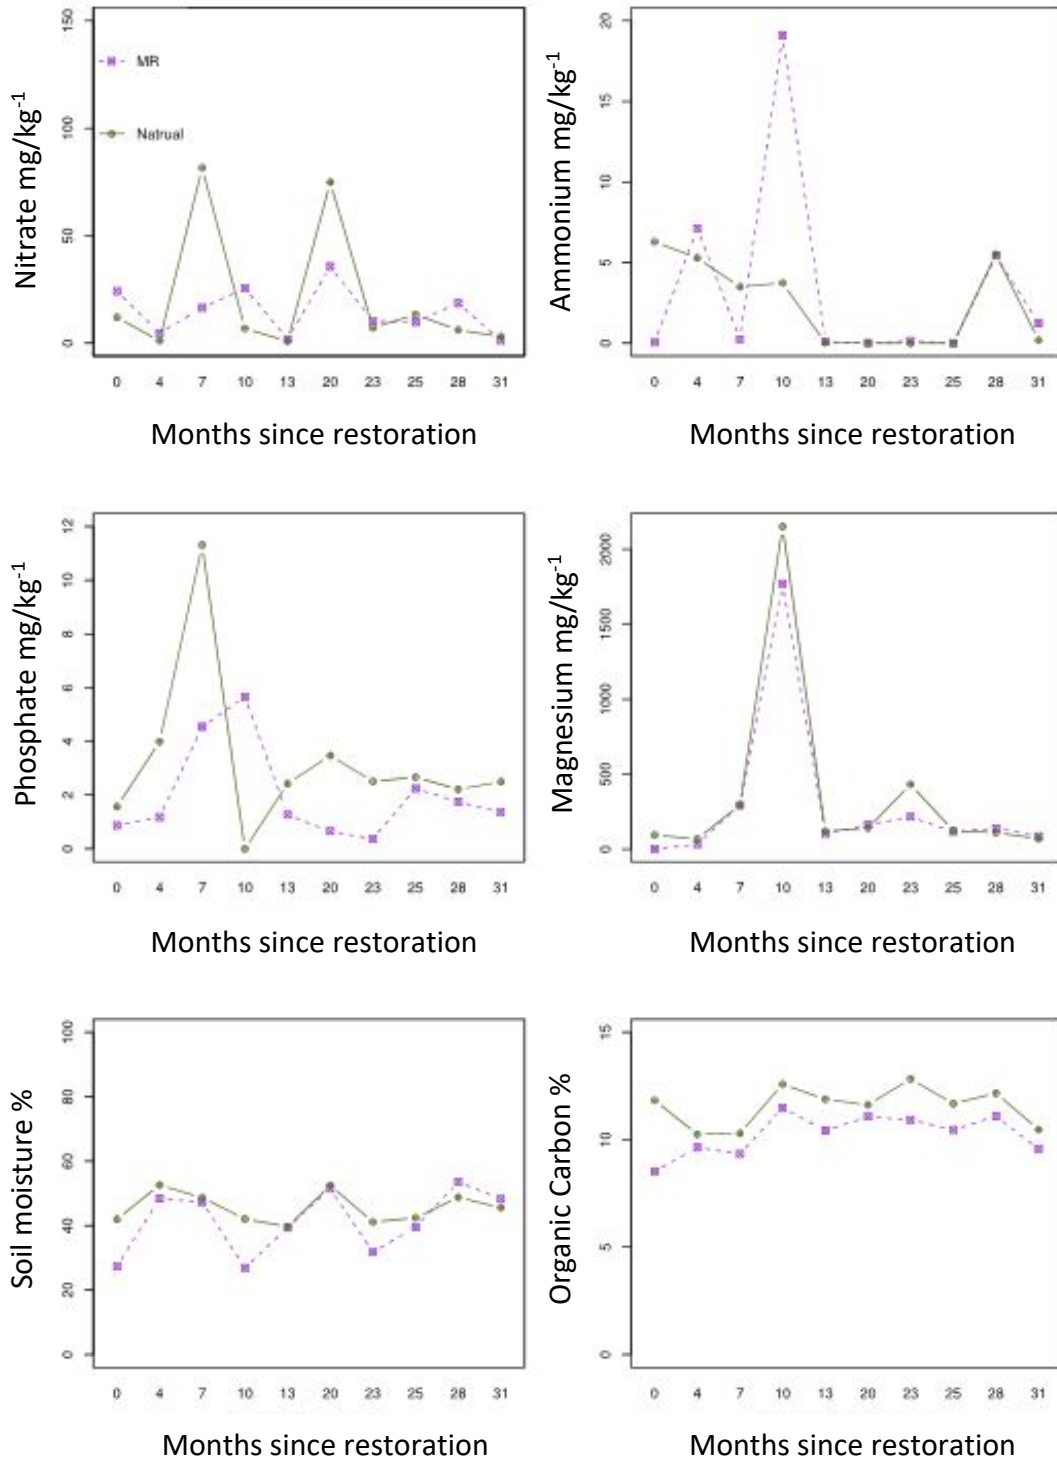 150
100
50
0
MR
Natrual
Nitrate mg/kg-1
0 4 7 10 13 20 23 25 28 31
Months since restoration
20
15
10
5
0
Ammonium mg/kg-1
0 4 7 10 13 20 23 25 28 31
Months since restoration
12
10
8
6
4
2
0
Phosphate mg/kg-1
0 4 7 10 13 20 23 25 28 31
Months since restoration
2000
1500
1000
500
0
Magnesium mg/kg-1
0 4 7 10 13 20 23 25 28 31
Months since restoration
100
80
60
40
20
0
Soil moisture %
0 4 7 10 13 20 23 25 28 31
Months since restoration
15
10
5
0
Organic Carbon %
0 4 7 10 13 20 23 25 28 31
Months since restoration